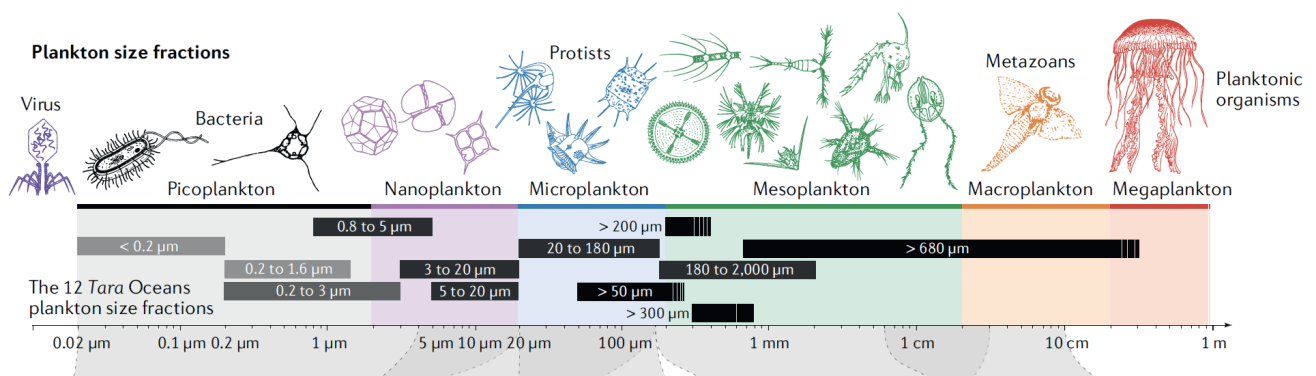 Plankton size fractions
Protists
Metazoans
Planktonic
organisms
Virus
Bacteria
Picoplankton
Nanoplankton
Microplankton
Mesoplankton
Macroplankton
Megaplankton
0.8 to 5 µm
> 200 µm
< 0.2 µm
20 to 180 µm
> 680 µm
0.2 to 1.6 µm
3 to 20 µm
180 to 2,000 µm
The 12 Tara Oceans
plankton size fractions
0.2 to 3 µm
5 to 20 µm
> 50 µm
> 300 µm
0.02 µm 0.1 µm 0.2 µm 1 µm 5 µm 10 µm 20 µm 100 µm 1 mm 1 cm 10 cm 1 m